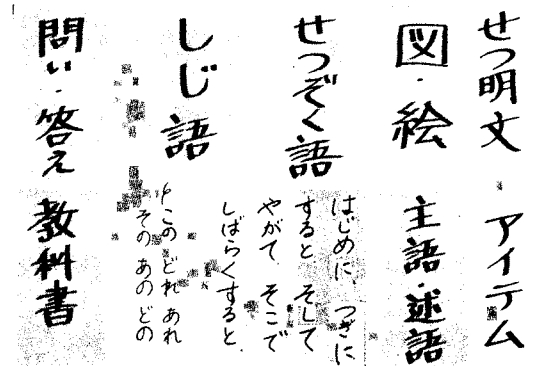 せつ明文 アイテム
図・絵 主語・述語
せつぞく語
はじめに、つぎに
すると そして
やがて、そこで
しばらくすると、
しじ語
この どれ あれ
その あの どの
問い・答え 教科書